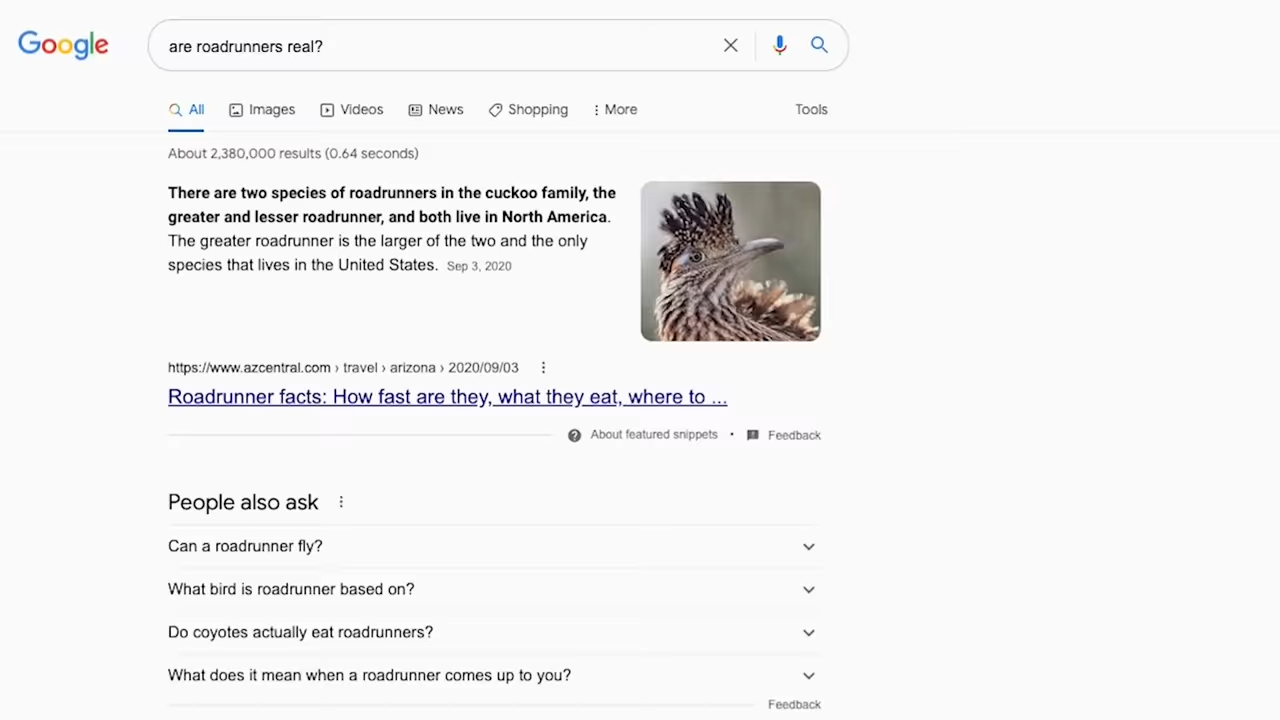 Google
are roadrunners real?
All
Images
Videos
News
Shopping
More
Tools
About 2,380,000 results (0.64 seconds)
There are two species of roadrunners in the cuckoo family, the
greater and lesser roadrunner, and both live in North America.
The greater roadrunner is the larger of the two and the only
species that lives in the United States. Sep 3, 2020
https://www.azcentral.com › travel › arizona › 2020/09/03
Roadrunner facts: How fast are they, what they eat, where to ...
About featured snippets • Feedback
People also ask
Can a roadrunner fly?
What bird is roadrunner based on?
Do coyotes actually eat roadrunners?
What does it mean when a roadrunner comes up to you?
Feedback